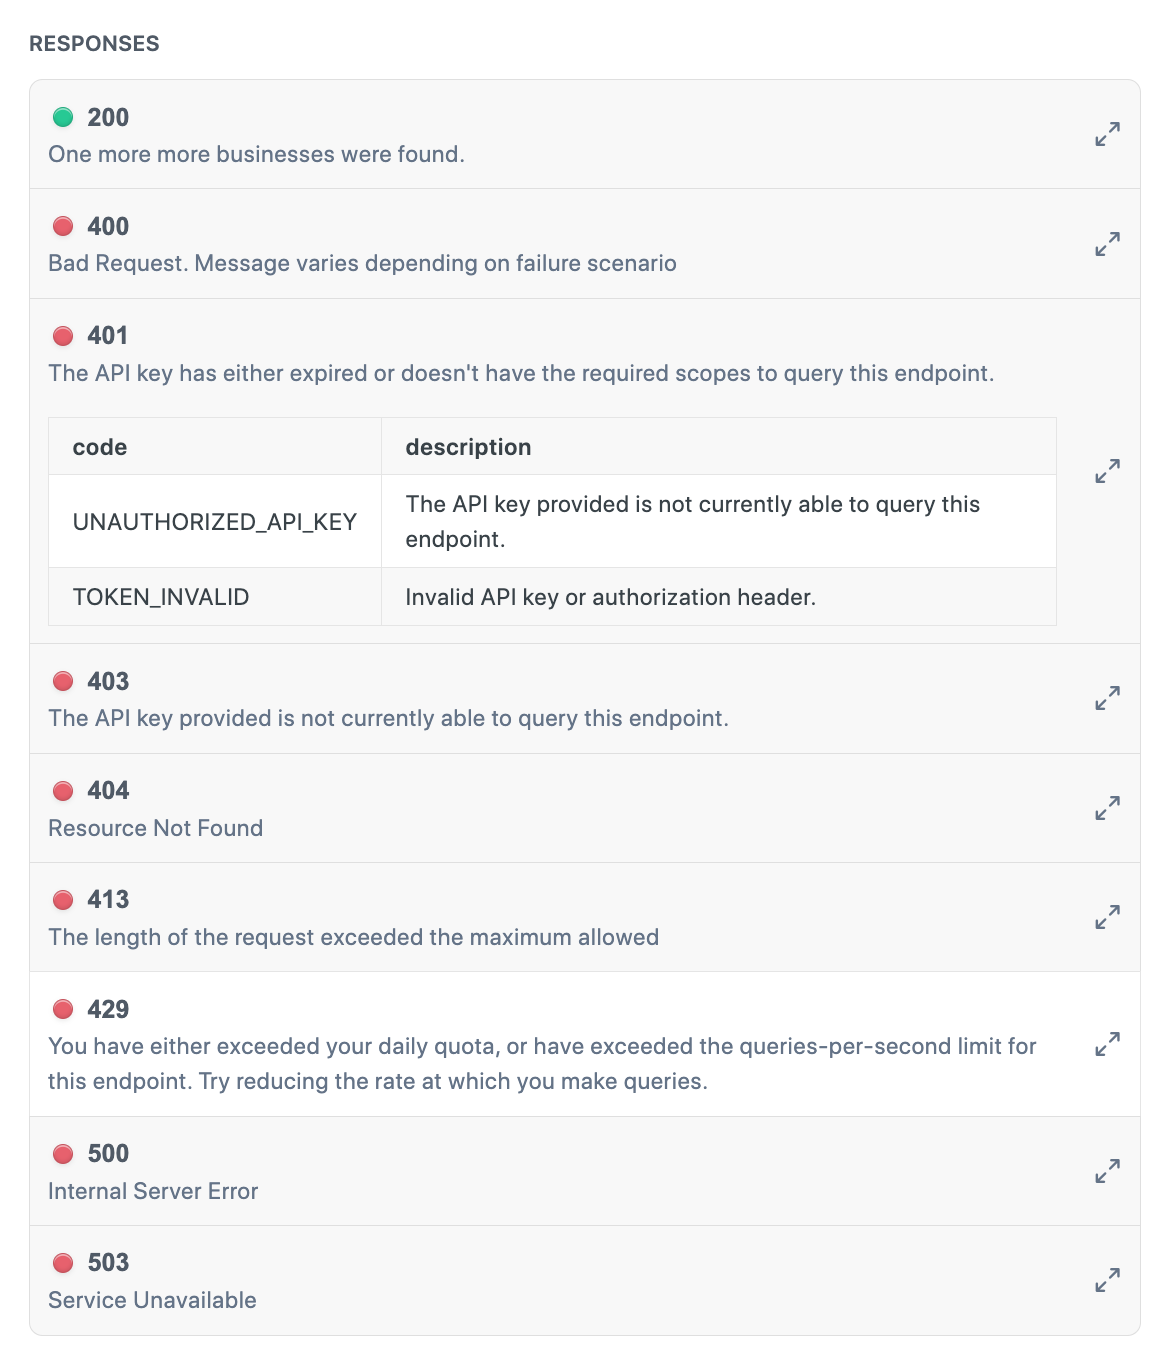 RESPONSES
200
One more more businesses were found.
400
Bad Request. Message varies depending on failure scenario
401
The API key has either expired or doesn't have the required scopes to query this endpoint.
code description
UNAUTHORIZED_API_KEY The API key provided is not currently able to query this
endpoint.
TOKEN_INVALID Invalid API key or authorization header.
403
The API key provided is not currently able to query this endpoint.
404
Resource Not Found
413
The length of the request exceeded the maximum allowed
429
You have either exceeded your daily quota, or have exceeded the queries-per-second limit for
this endpoint. Try reducing the rate at which you make queries.
500
Internal Server Error
503
Service Unavailable